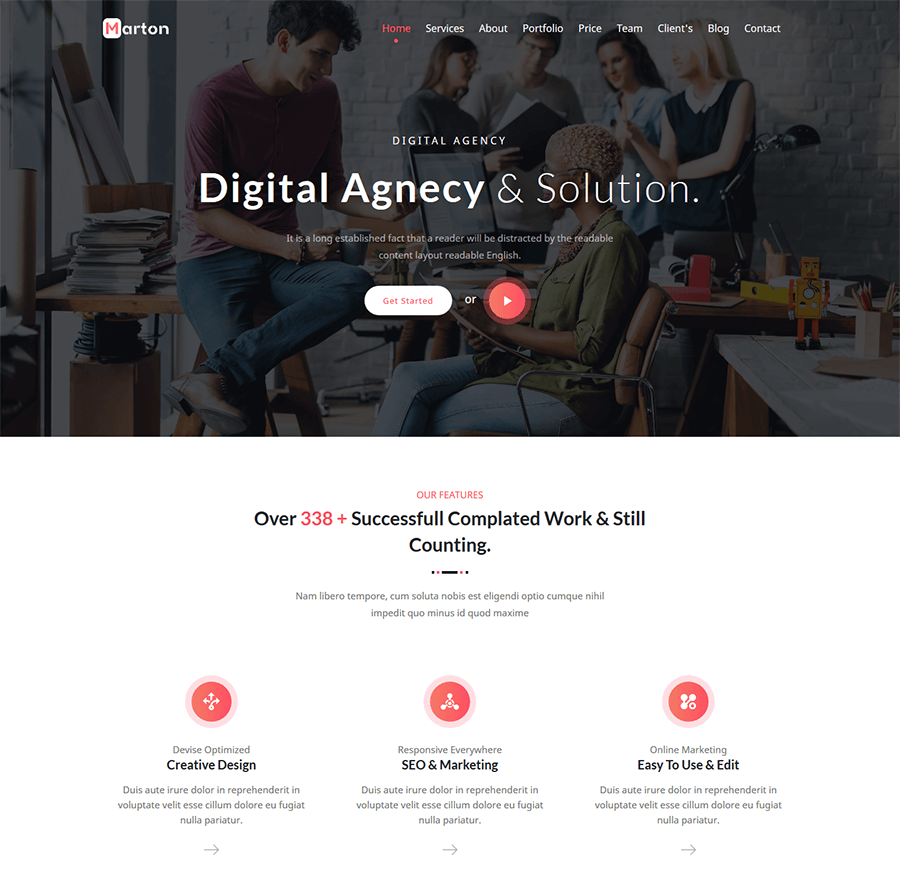 Marton
Home Services About Portfolio Price Team Client's Blog Contact
DIGITAL AGENCY
Digital Agnecy & Solution.
It is a long established fact that a reader will be distracted by the readable
content layout readable English.
Get Started or
OUR FEATURES
Over 338 + Successfull Complated Work & Still
Counting.
Nam libero tempore, cum soluta nobis est eligendi optio cumque nihil
impedit quo minus id quod maxime
Devise Optimized
Creative Design
Duis aute irure dolor in reprehenderit in
voluptate velit esse cillum dolore eu fugiat
nulla pariatur.
Responsive Everywhere
SEO & Marketing
Duis aute irure dolor in reprehenderit in
voluptate velit esse cillum dolore eu fugiat
nulla pariatur.
Online Marketing
Easy To Use & Edit
Duis aute irure dolor in reprehenderit in
voluptate velit esse cillum dolore eu fugiat
nulla pariatur.